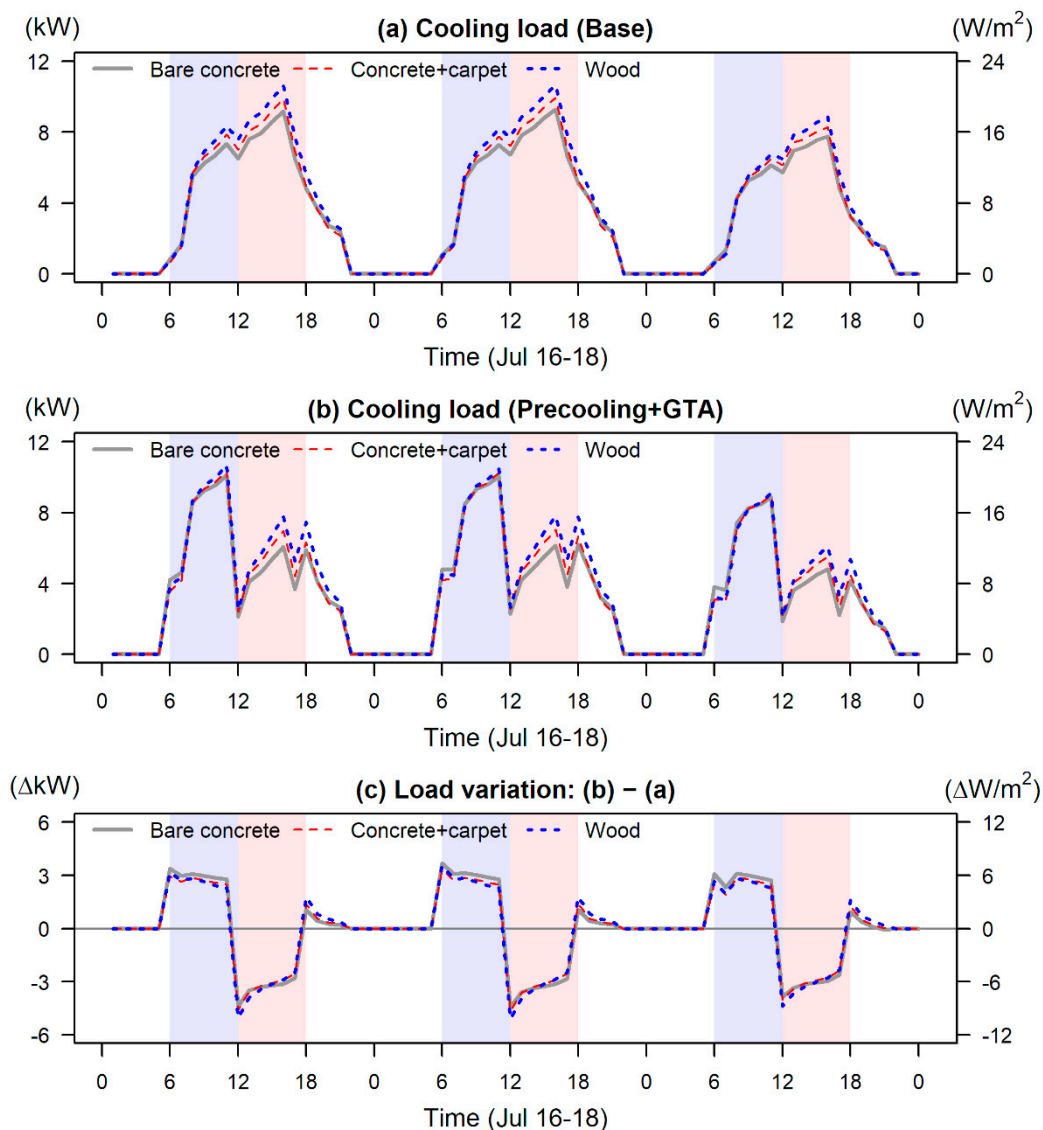 (kW) (a) Cooling load (Base) (W/m²)
Bare concrete Concrete+carpet Wood
12 24
8 16
4 8
0 0
0 6 12 18 0 6 12 18 0 6 12 18 0
Time (Jul 16-18)
(kW) (b) Cooling load (Precooling+GTA) (W/m²)
Bare concrete Concrete+carpet Wood
12 24
8 16
4 8
0 0
0 6 12 18 0 6 12 18 0 6 12 18 0
Time (Jul 16-18)
(ΔkW) (c) Load variation: (b) − (a) (ΔW/m²)
Bare concrete Concrete+carpet Wood
6 12
3 6
0 0
-3 -6
-6 -12
0 6 12 18 0 6 12 18 0 6 12 18 0
Time (Jul 16-18)